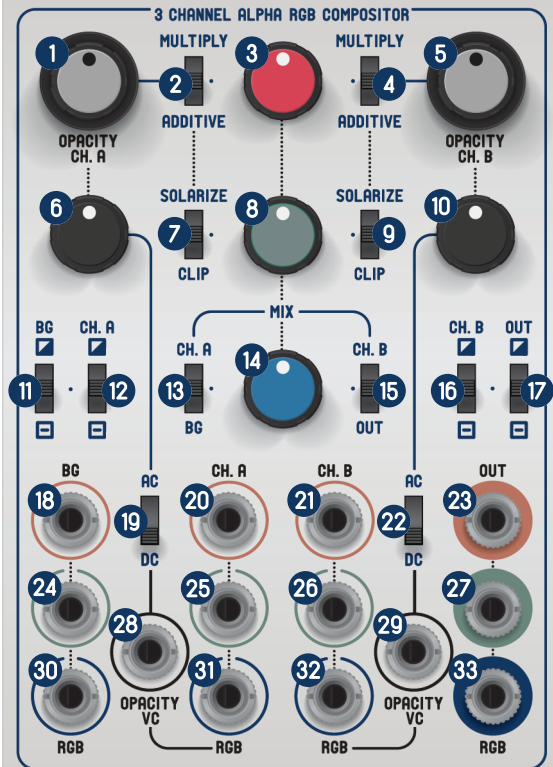 3 CHANNEL ALPHA RGB COMPOSITOR
1
MULTIPLY
3
MULTIPLY
5
2
4
ADDITIVE
ADDITIVE
OPACITY
CH. A
OPACITY
CH. B
6
SOLARIZE
8
SOLARIZE
10
7
9
CLIP
CLIP
MIX
BG
CH. A
CH. A
14
CH. B
CH. B
OUT
11
12
13
15
16
17
BG
OUT
BG
AC
CH. A
CH. B
AC
OUT
18
19
20
21
22
23
DC
DC
24
25
26
27
28
29
30
31
32
33
OPACITY
VC
OPACITY
VC
RGB
RGB
RGB
RGB